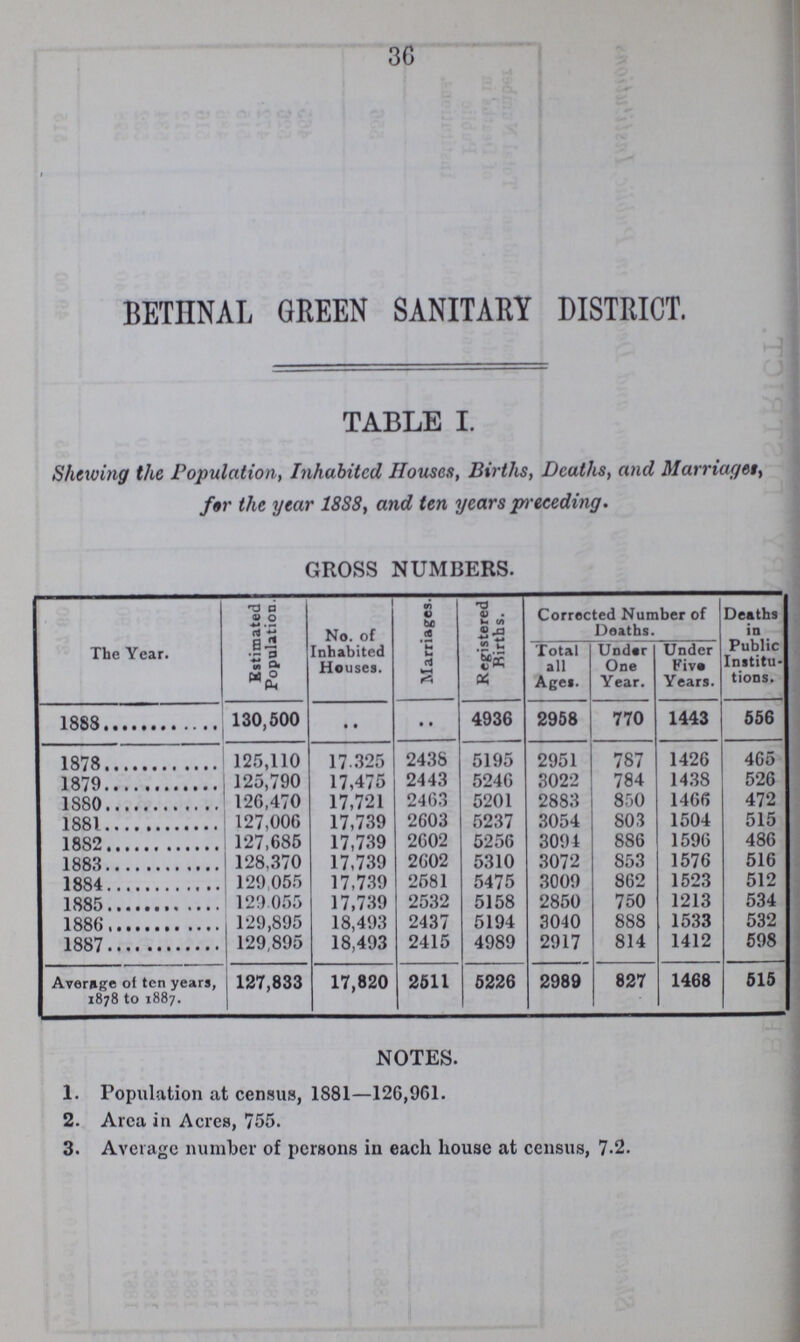 36
BETHNAL GREEN SANITARY DISTRICT.
TABLE I.
Shewing the Population, Inhabited Houses, Births, Deaths, and Marriages,
for the year 1888, and ten years preceding.
GROSS NUMBERS.
The Year. | Estimated Population. | No. of Inhabited Houses. | Marriages. | Registered Births. | Corrected Number of Deaths. | Deaths in Public Institu-tions.
Total all Ages. | Under One Year. | Under Five Years.
1888.............. 130,500 .. .. 4936 2958 770 1443 556
1878.............. 125,110 17.325 2438 5195 2951 787 1426 465
1879.............. 125,790 17,475 2443 5246 3022 784 1438 526
1880.............. 126,470 17,721 2463 5201 2883 850 1466 472
1881.............. 127,006 17,739 2603 5237 3054 803 1504 515
1882.............. 127,685 17,739 2602 5256 3094 886 1596 486
1883.............. 128,370 17,739 2602 5310 3072 853 1576 516
1884.............. 129,055 17,739 2581 5475 3009 862 1523 512
1885.............. 129.055 17,739 2532 5158 2850 750 1213 534
1886.............. 129,895 18,493 2437 5194 3040 888 1533 532
1887.............. 129,895 18,493 2415 4989 2917 814 1412 598
Average of ten years, 1878 to 1887. 127,833 17,820 2511 5226 2989 827 1468 515
NOTES.
1. Population at census, 1881—126,961.
2. Area in Acres, 755.
3. Average number of persons in each house at census, 7.2.